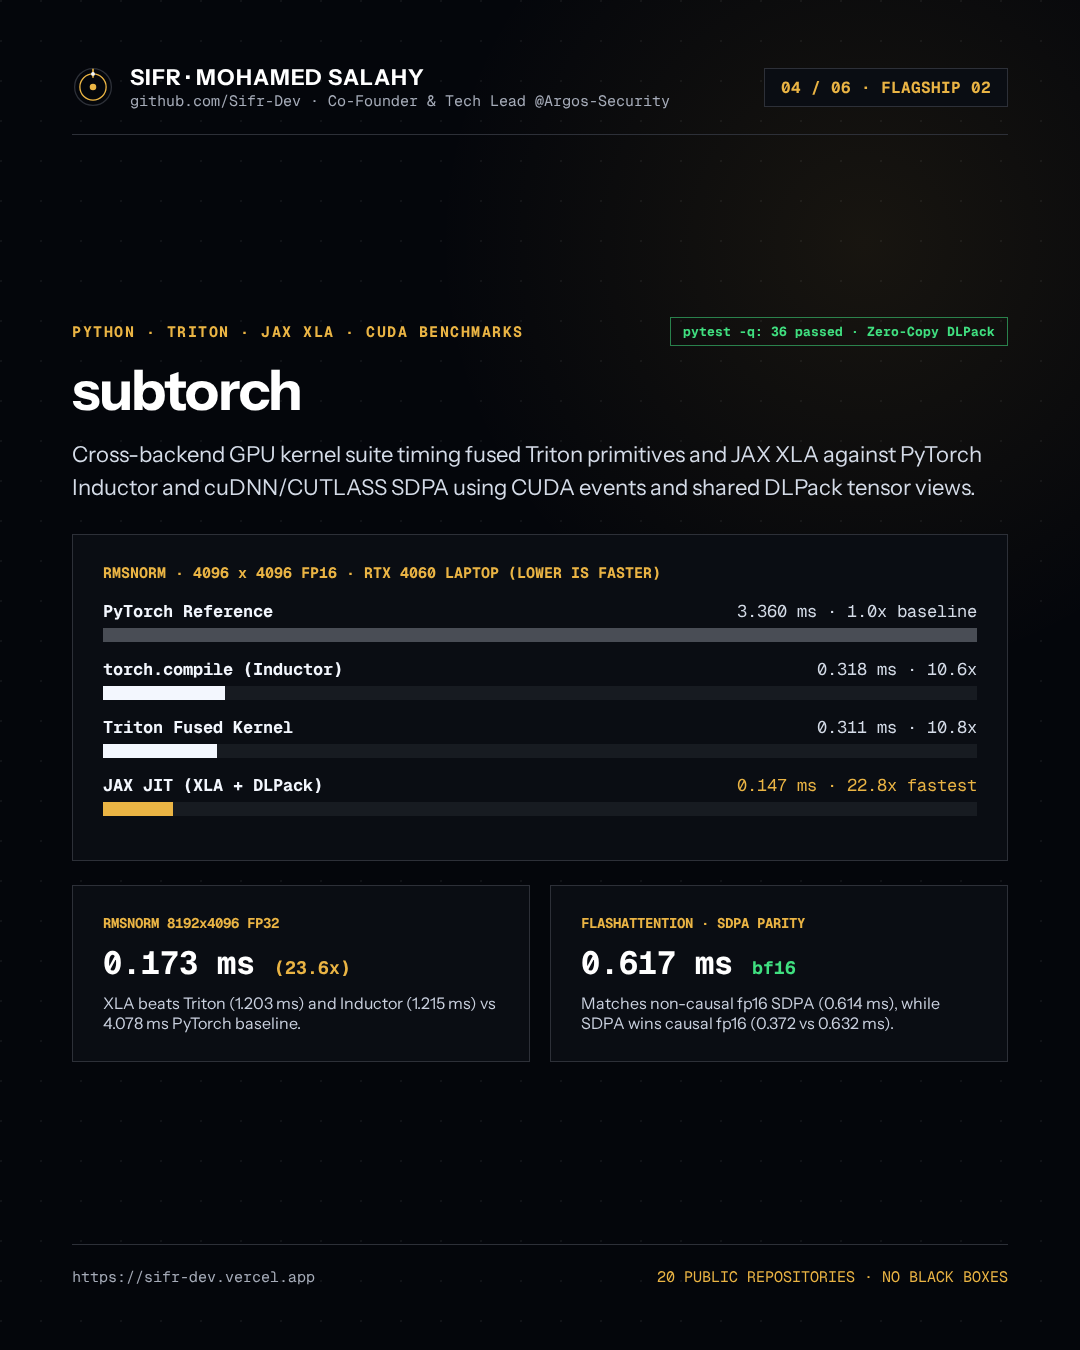 SIFR · MOHAMED SALAHY
github.com/Sifr-Dev · Co-Founder & Tech Lead @Argos-Security
04 / 06 · FLAGSHIP 02
PYTHON · TRITON · JAX XLA · CUDA BENCHMARKS
pytest -q: 36 passed · Zero-Copy DLPack
subtorch
Cross-backend GPU kernel suite timing fused Triton primitives and JAX XLA against PyTorch
Inductor and cuDNN/CUTLASS SDPA using CUDA events and shared DLPack tensor views.
RMSNORM · 4096 x 4096 FP16 · RTX 4060 LAPTOP (LOWER IS FASTER)
PyTorch Reference 3.360 ms · 1.0x baseline
torch.compile (Inductor) 0.318 ms · 10.6x
Triton Fused Kernel 0.311 ms · 10.8x
JAX JIT (XLA + DLPack) 0.147 ms · 22.8x fastest
RMSNORM 8192x4096 FP32
0.173 ms (23.6x)
XLA beats Triton (1.203 ms) and Inductor (1.215 ms) vs
4.078 ms PyTorch baseline.
FLASHATTENTION · SDPA PARITY
0.617 ms bf16
Matches non-causal fp16 SDPA (0.614 ms), while
SDPA wins causal fp16 (0.372 vs 0.632 ms).
https://sifr-dev.vercel.app
20 PUBLIC REPOSITORIES · NO BLACK BOXES